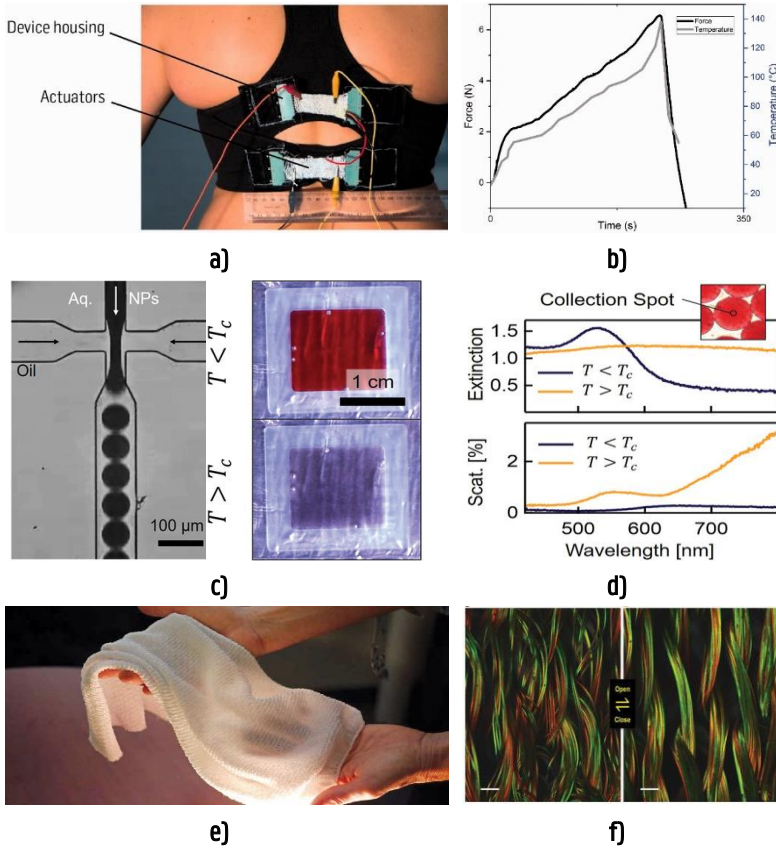 Device housing
Actuators
a)
Force (N)
6
4
2
0
Force
Temperature
140
120
100
80
60
40
20
0
Temperature (°C)
0
350
Time (s)
b)
Aq. NPs
Oil
100 µm
T < Tc
T > Tc
1 cm
c)
Collection Spot
Extinction
1.5
1.0
0.5
T < Tc
T > Tc
Scat. [%]
2
0
T < Tc
T > Tc
500 600 700
Wavelength [nm]
d)
e)
Open
Close
f)